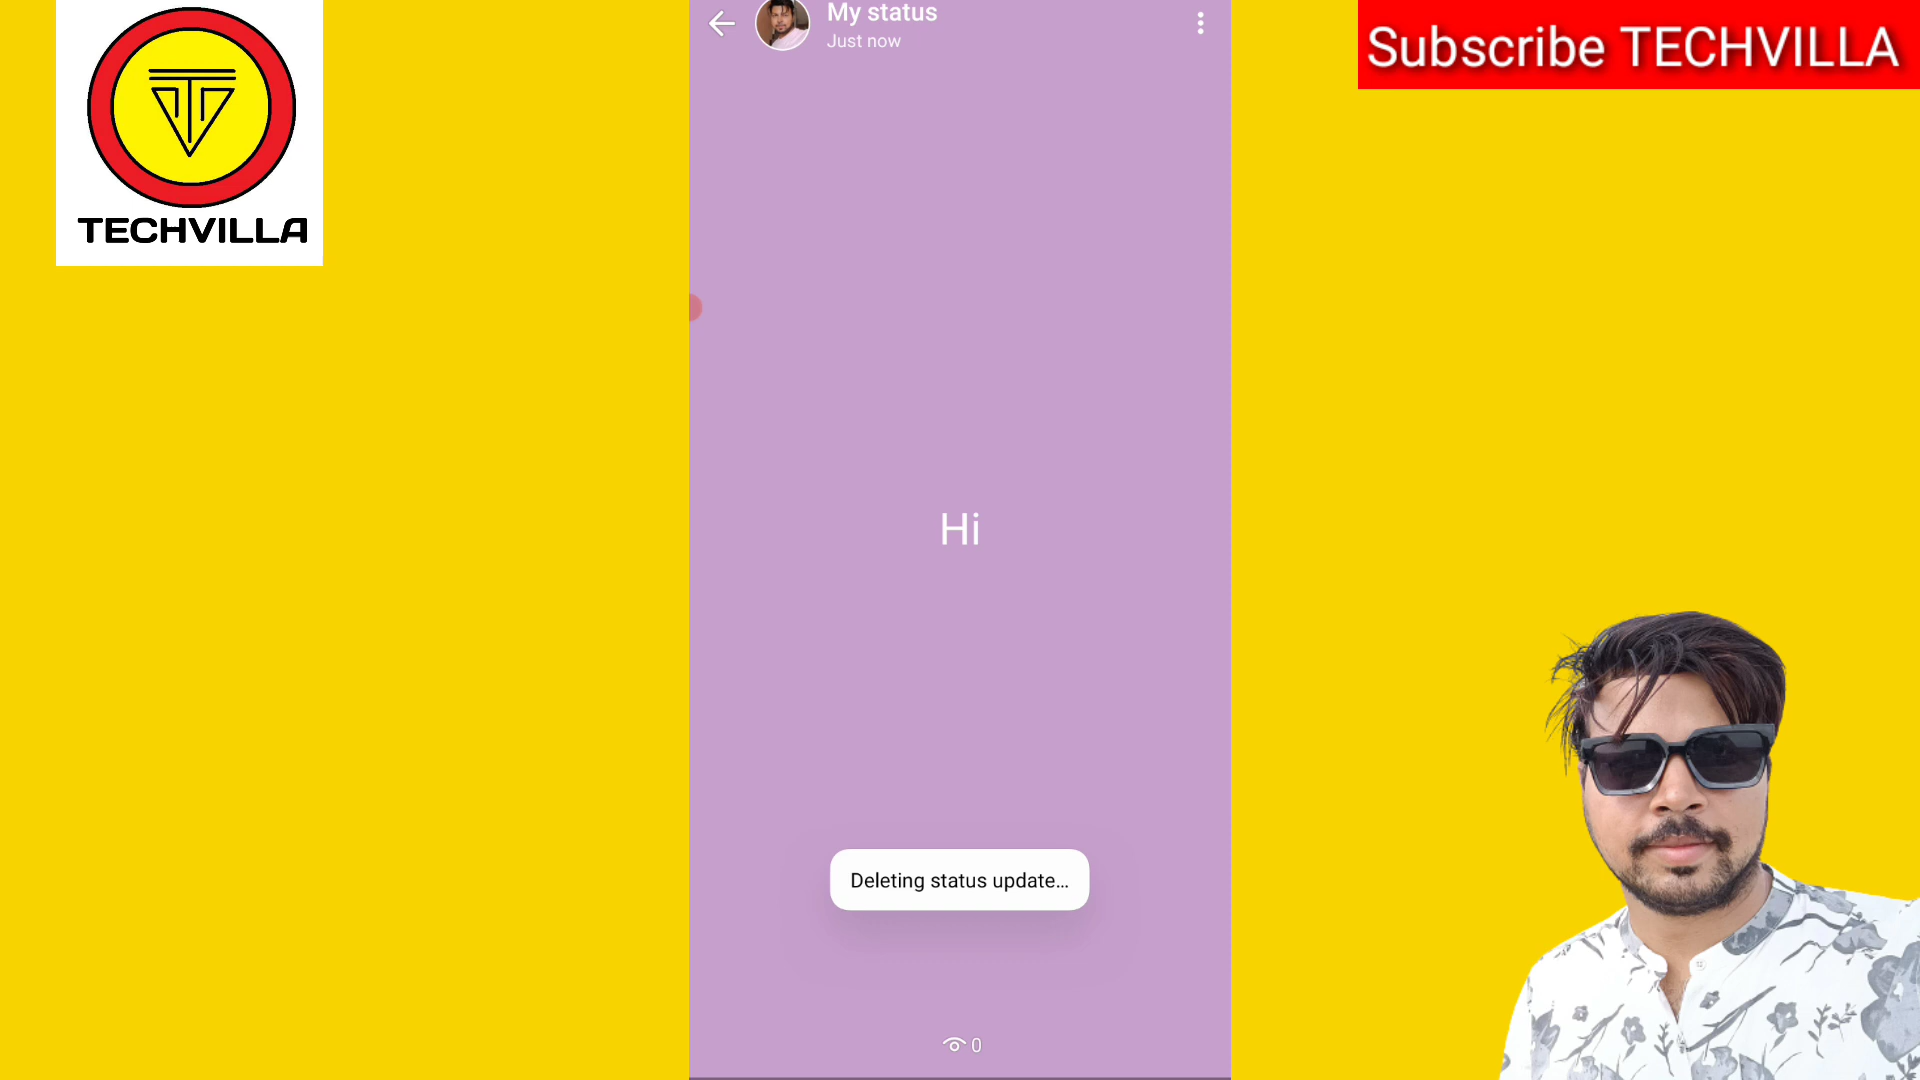 TECHVILLA
My status
Just now
Subscribe TECHVILLA
Hi
Deleting status update...
0